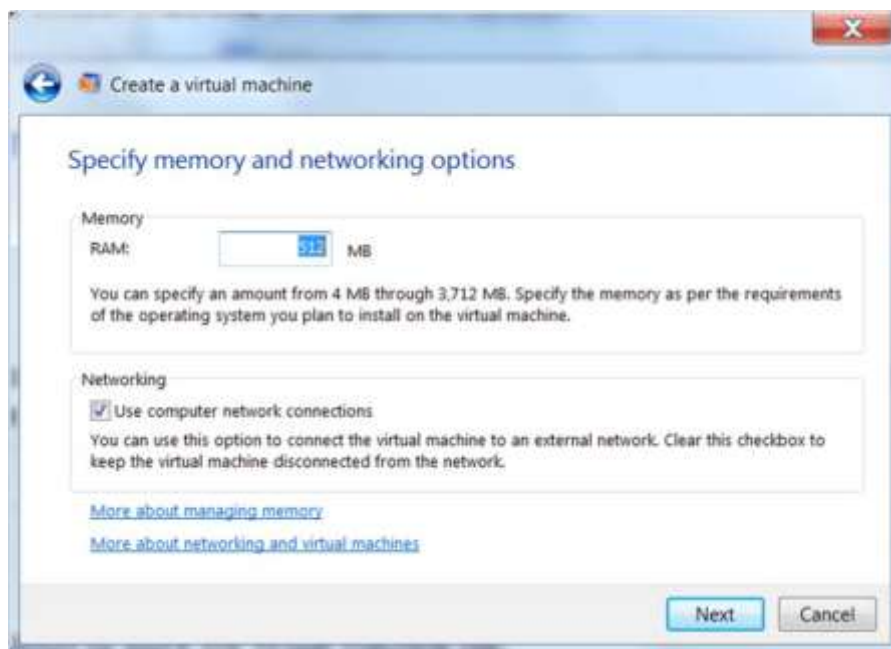 Create a virtual machine
Specify memory and networking options
Memory
RAM: 512 MB
You can specify an amount from 4 MB through 3,712 MB. Specify the memory as per the requirements
of the operating system you plan to install on the virtual machine.
Networking
Use computer network connections
You can use this option to connect the virtual machine to an external network. Clear this checkbox to
keep the virtual machine disconnected from the network.
More about managing memory
More about networking and virtual machines
Next Cancel